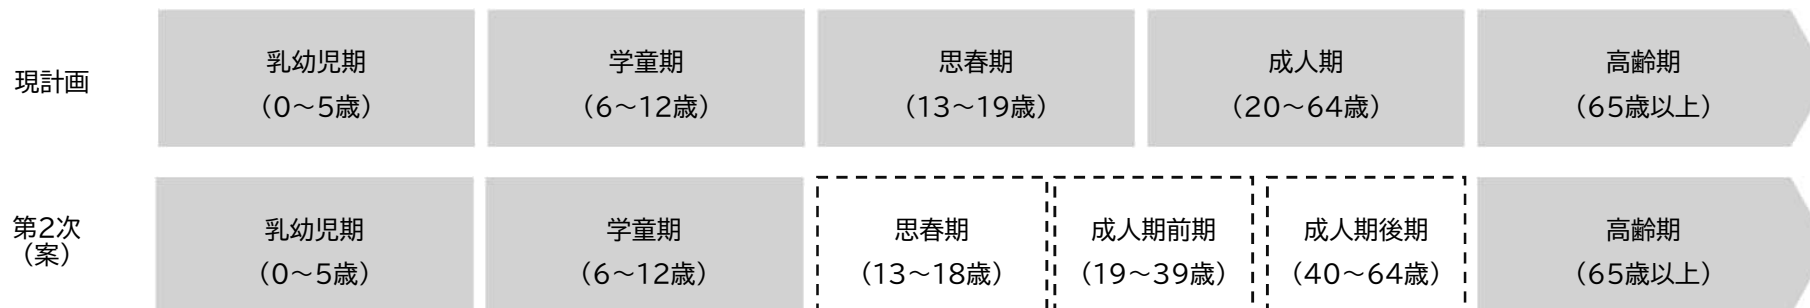 現計画
乳幼児期
（0～5歳）
学童期
（6～12歳）
思春期
（13～19歳）
成人期
（20～64歳）
高齢期
（65歳以上）
第2次
（案）
乳幼児期
（0～5歳）
学童期
（6～12歳）
思春期
（13～18歳）
成人期前期
（19～39歳）
成人期後期
（40～64歳）
高齢期
（65歳以上）